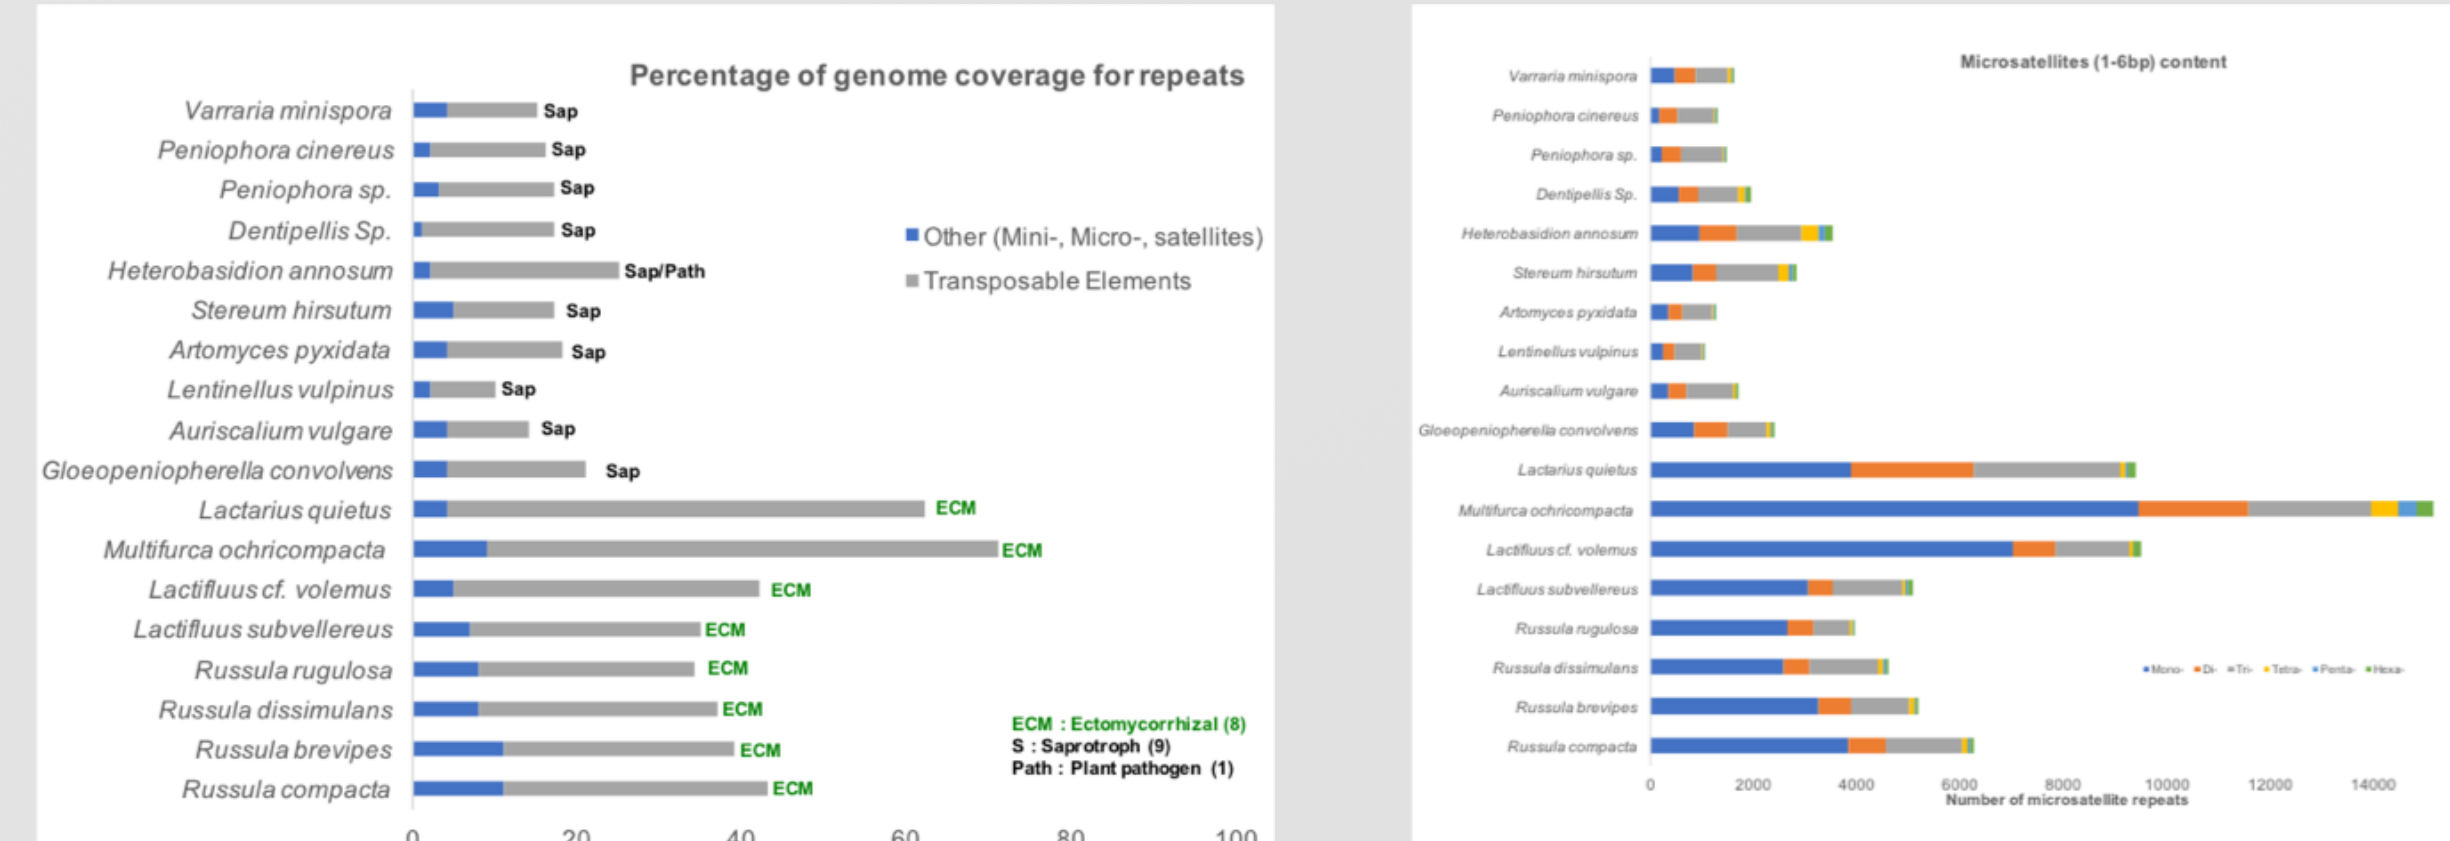 Percentage of genome coverage for repeats
Varraria minispora
Sap
Peniophora cinereus
Sap
Peniophora sp.
Sap
Dentipellis Sp.
Sap
Other (Mini-, Micro-, satellites)
Heterobasidion annosum
Sap/Path
Transposable Elements
Stereum hirsutum
Sap
Artomyces pyxidata
Sap
Lentinellus vulpinus
Sap
Auriscalium vulgare
Sap
Gloeopeniopherella convolvens
Sap
Lactarius quietus
ECM
Multifurca ochricompacta
ECM
Lactifluus cf. volemus
ECM
Lactifluus subvellereus
ECM
Russula rugulosa
ECM
Russula dissimulans
ECM
Russula brevipes
ECM
Russula compacta
ECM
ECM : Ectomycorrhizal (8)
S : Saprotroph (9)
Path : Plant pathogen (1)
0 20 40 60 80 100
Microsatellites (1-6bp) content
Varraria minispora
Peniophora cinereus
Peniophora sp.
Dentipellis Sp.
Heterobasidion annosum
Stereum hirsutum
Artomyces pyxidata
Lentinellus vulpinus
Auriscalium vulgare
Gloeopeniopherella convolvens
Lactarius quietus
Multifurca ochricompacta
Lactifluus cf. volemus
Lactifluus subvellereus
Russula rugulosa
Russula dissimulans
Mono- Di- Tri- Tetra- Penta- Hexa-
Russula brevipes
Russula compacta
0 2000 4000 6000 8000 10000 12000 14000
Number of microsatellite repeats